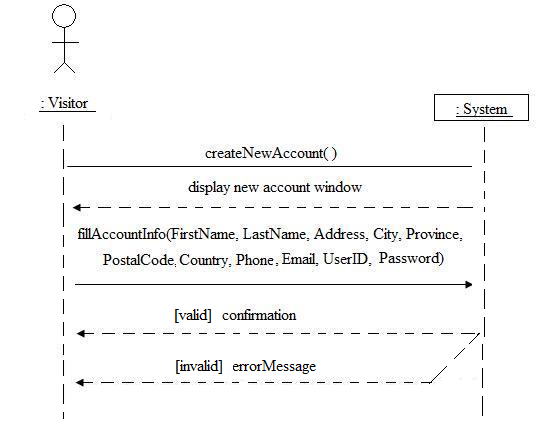 : Visitor
: System
createNewAccount( )
display new account window
fillAccountInfo(FirstName, LastName, Address, City, Province,
PostalCode, Country, Phone, Email, UserID, Password)
[valid] confirmation
[invalid] errorMessage